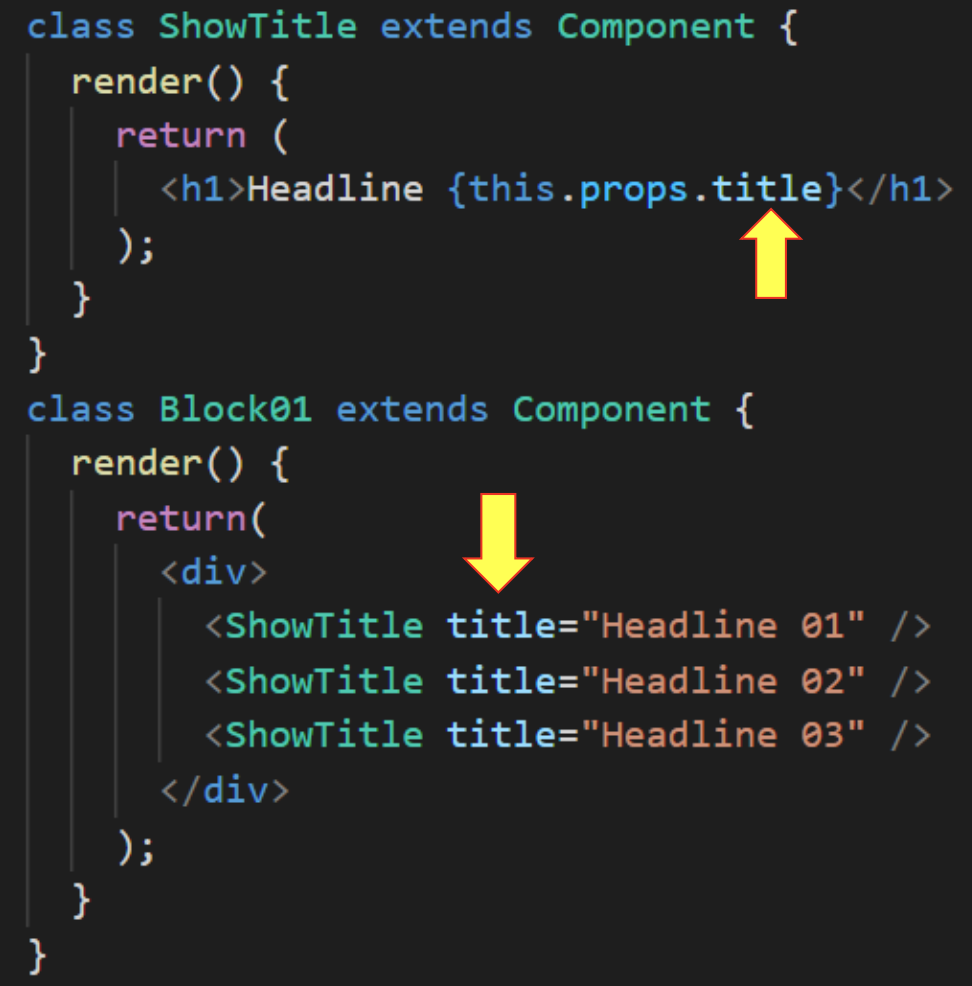 class ShowTitle extends Component {
render() {
return (
<h1>Headline {this.props.title}</h1>
);
}
}
class Block01 extends Component {
render() {
return(
<div>
<ShowTitle title="Headline 01" />
<ShowTitle title="Headline 02" />
<ShowTitle title="Headline 03" />
</div>
);
}
}